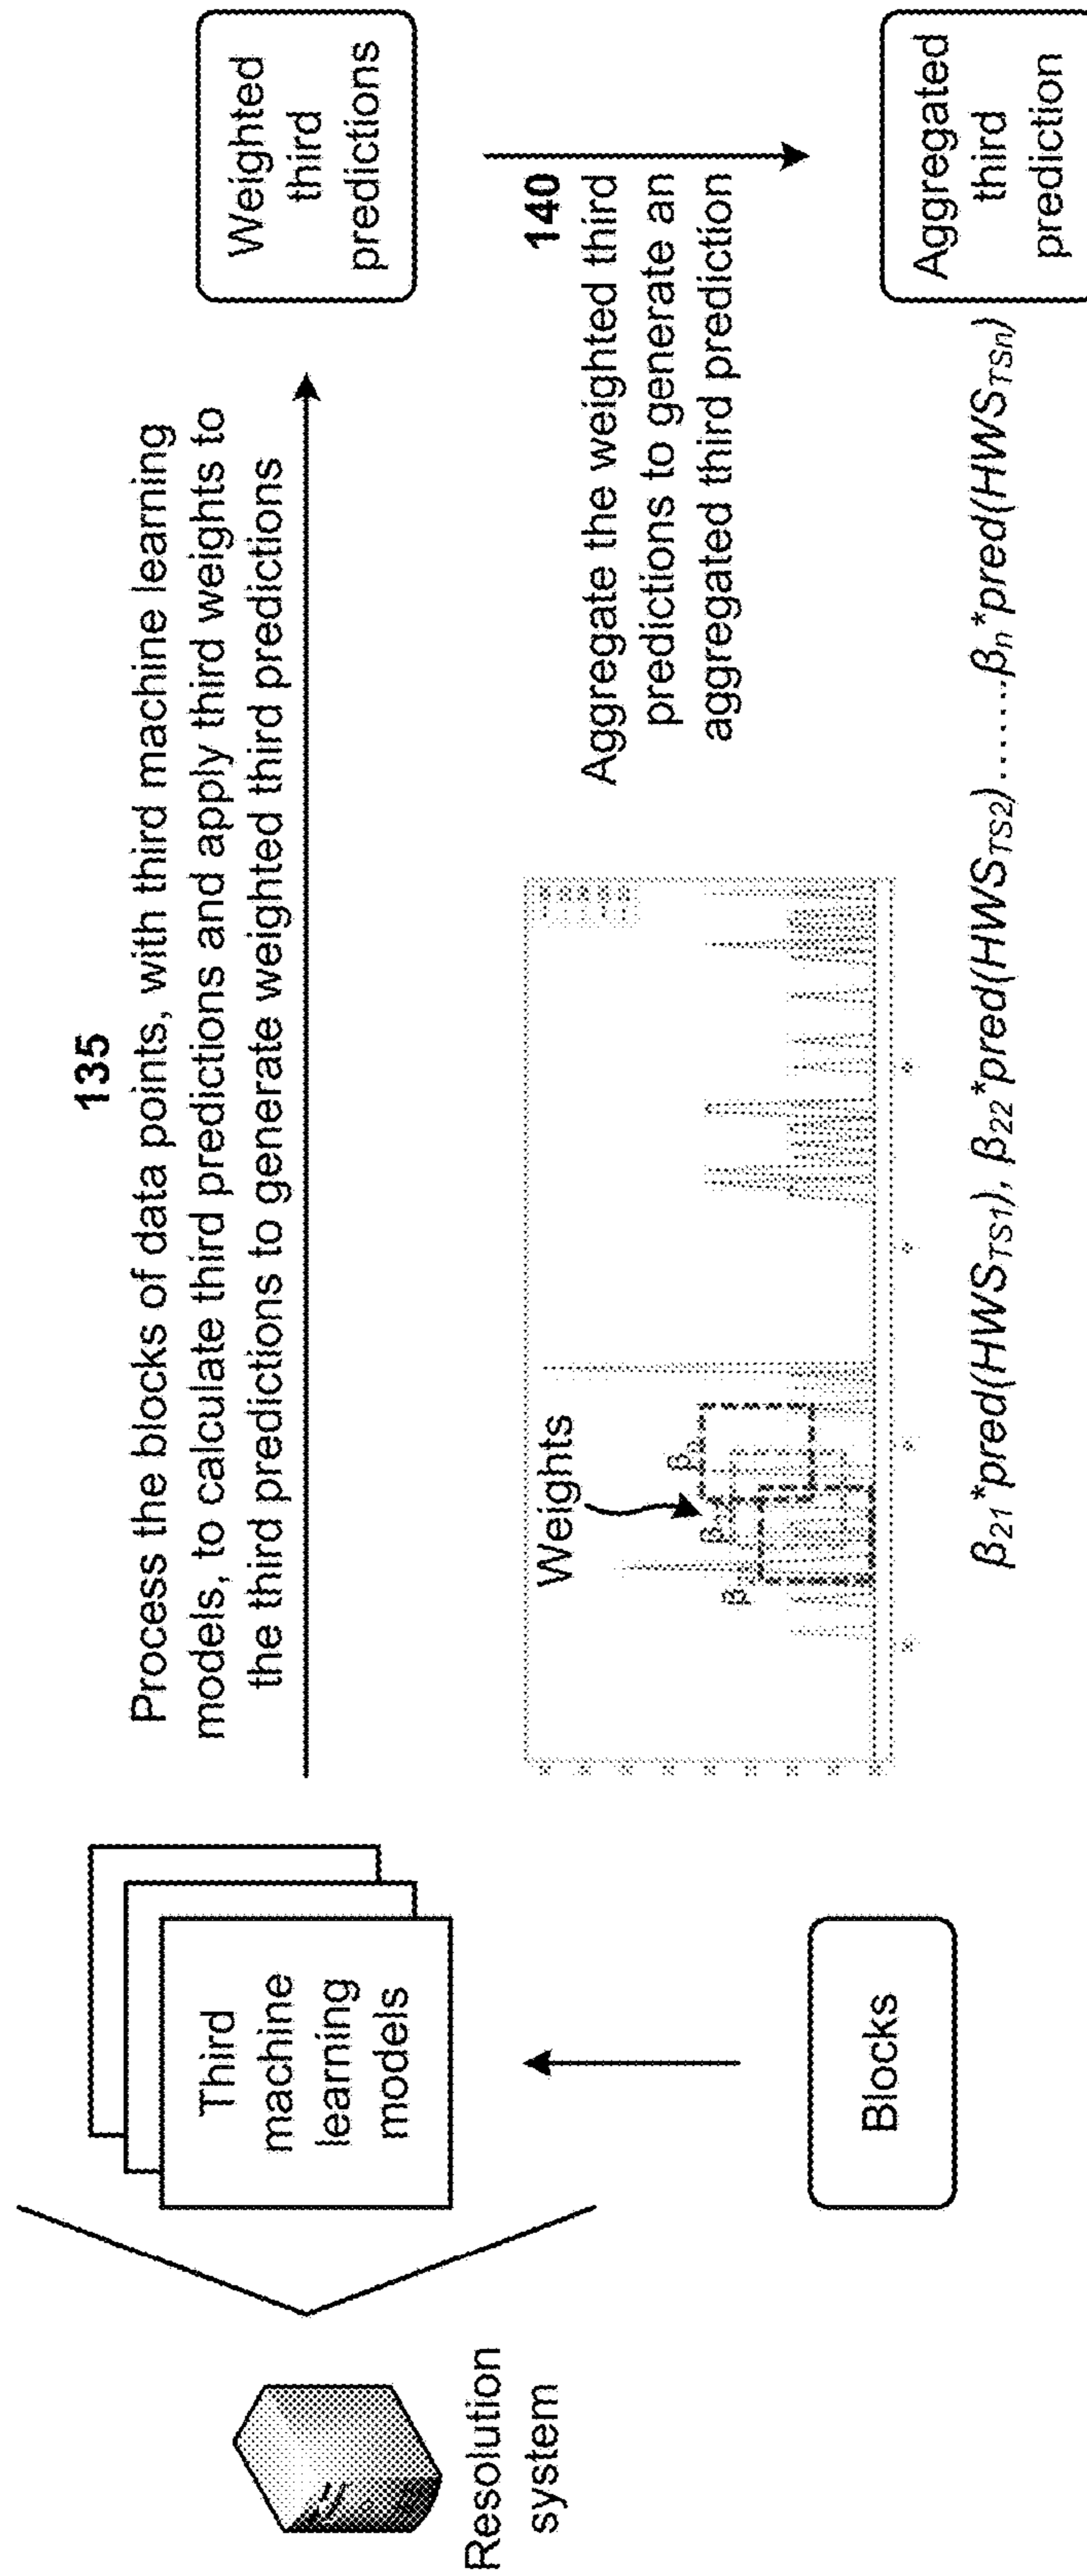 135
Process the blocks of data points, with third machine learning
models, to calculate third predictions and apply third weights to
the third predictions to generate weighted third predictions
Resolution
system
Third
machine
learning
models
Blocks
Weighted
third
predictions
140
Aggregate the weighted third
predictions to generate an
aggregated third prediction
Weights
βn
β21*pred(HWSTS1), β22*pred(HWSTS2).......βn*pred(HWSTSn)
Aggregated
third
prediction